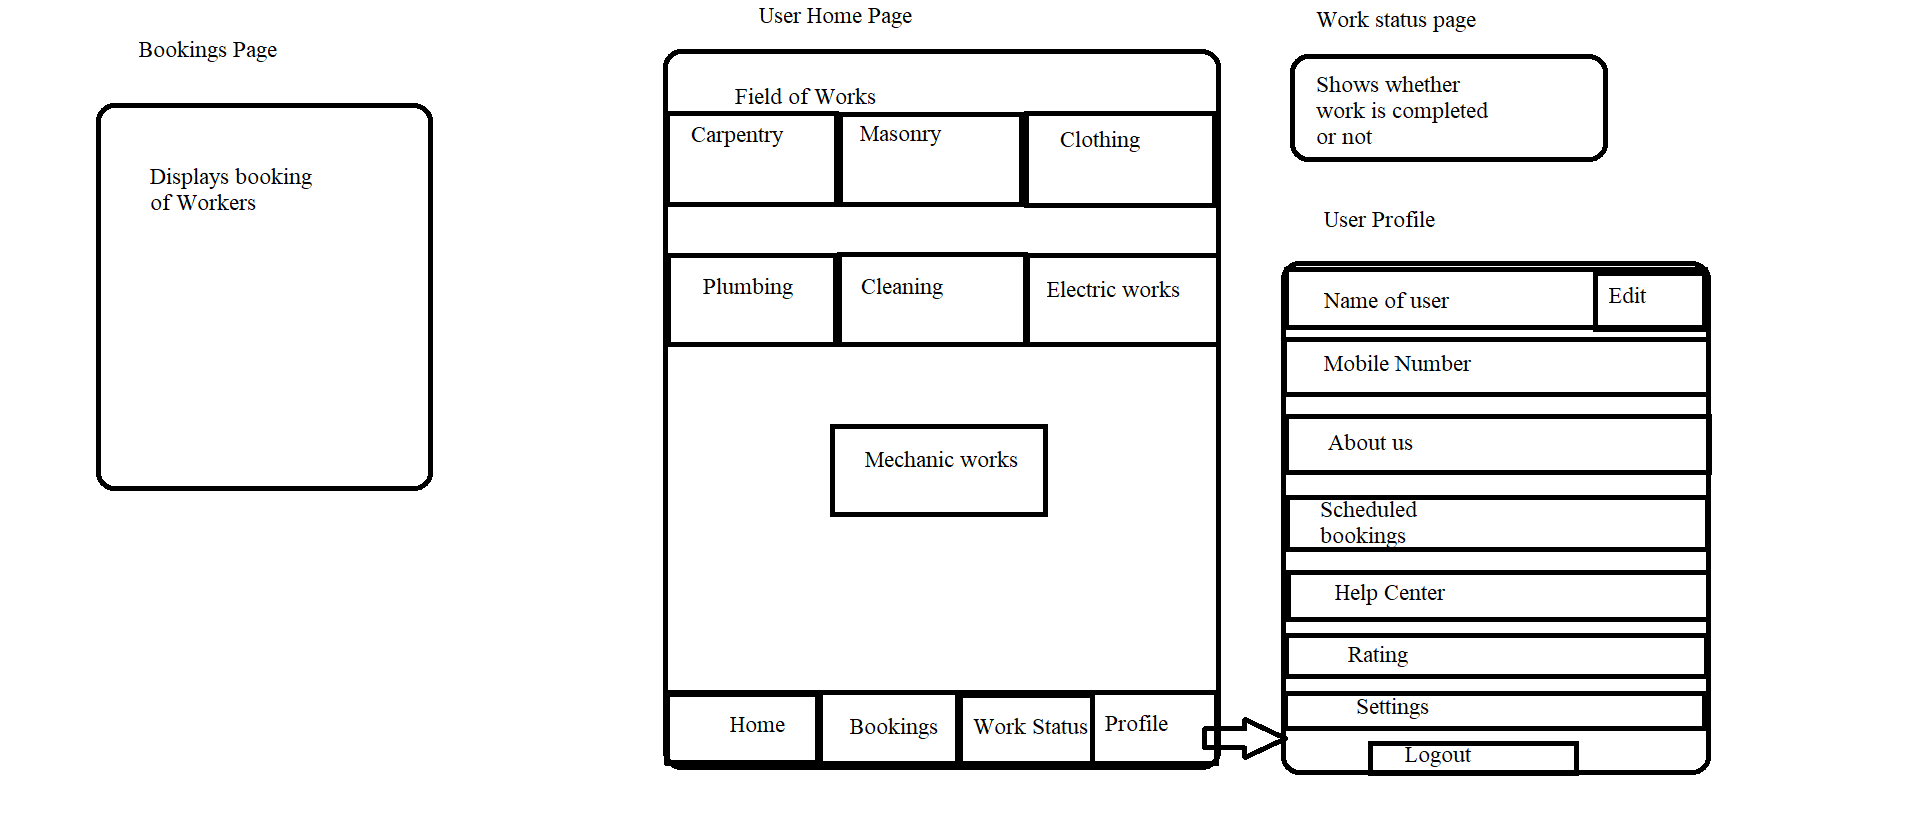 Bookings Page
Displays booking
of Workers
User Home Page
Field of Works
Carpentry
Masonry
Clothing
Plumbing
Cleaning
Electric works
Mechanic works
Home
Bookings
Work Status
Profile
Work status page
Shows whether
work is completed
or not
User Profile
Name of user
Edit
Mobile Number
About us
Scheduled
bookings
Help Center
Rating
Settings
Logout